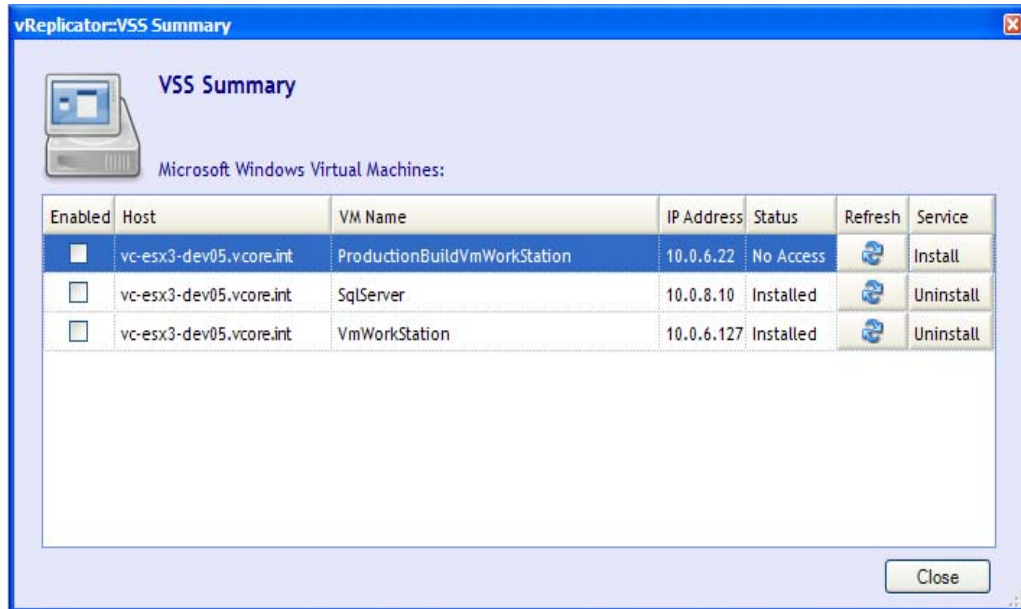 vReplicator::VSS Summary
VSS Summary
Microsoft Windows Virtual Machines:
Enabled Host VM Name IP Address Status Refresh Service
vc-esx3-dev05.vcore.int ProductionBuildVmWorkStation 10.0.6.22 No Access Install
vc-esx3-dev05.vcore.int SqlServer 10.0.8.10 Installed Uninstall
vc-esx3-dev05.vcore.int VmWorkStation 10.0.6.127 Installed Uninstall
Close